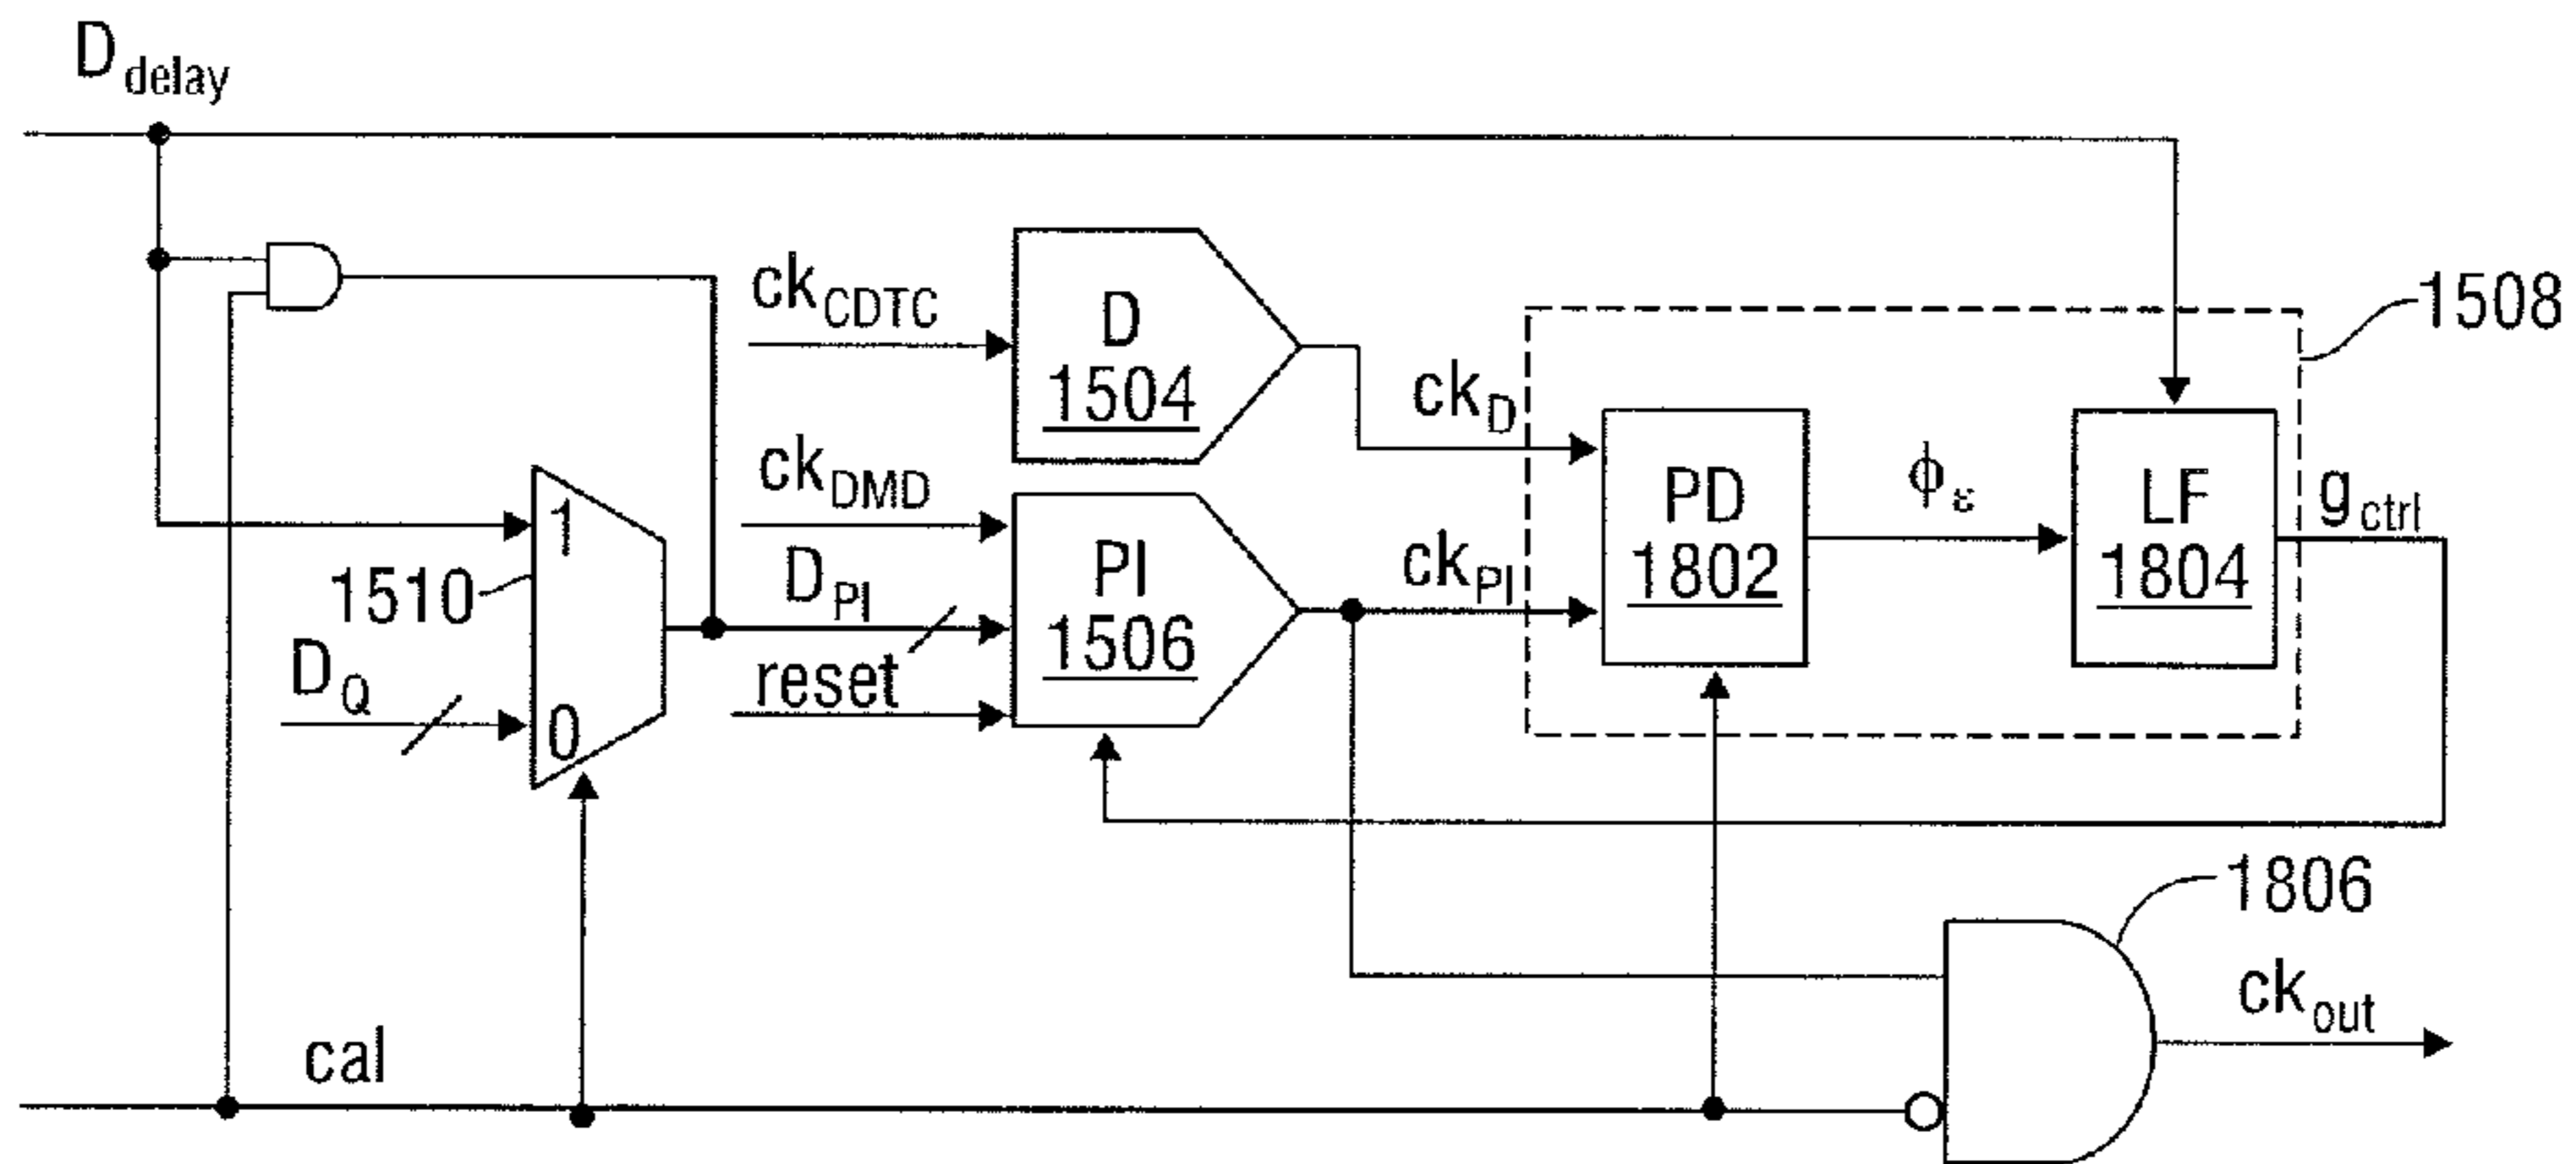 D_delay
ck_CDTC
D
1504
1508
ck_D
ck_DMD
1
PD
1802
ϕ_ε
LF
1804
g_ctrl
1510
D_PI
PI
1506
ck_PI
D_Q
0
reset
1806
ck_out
cal